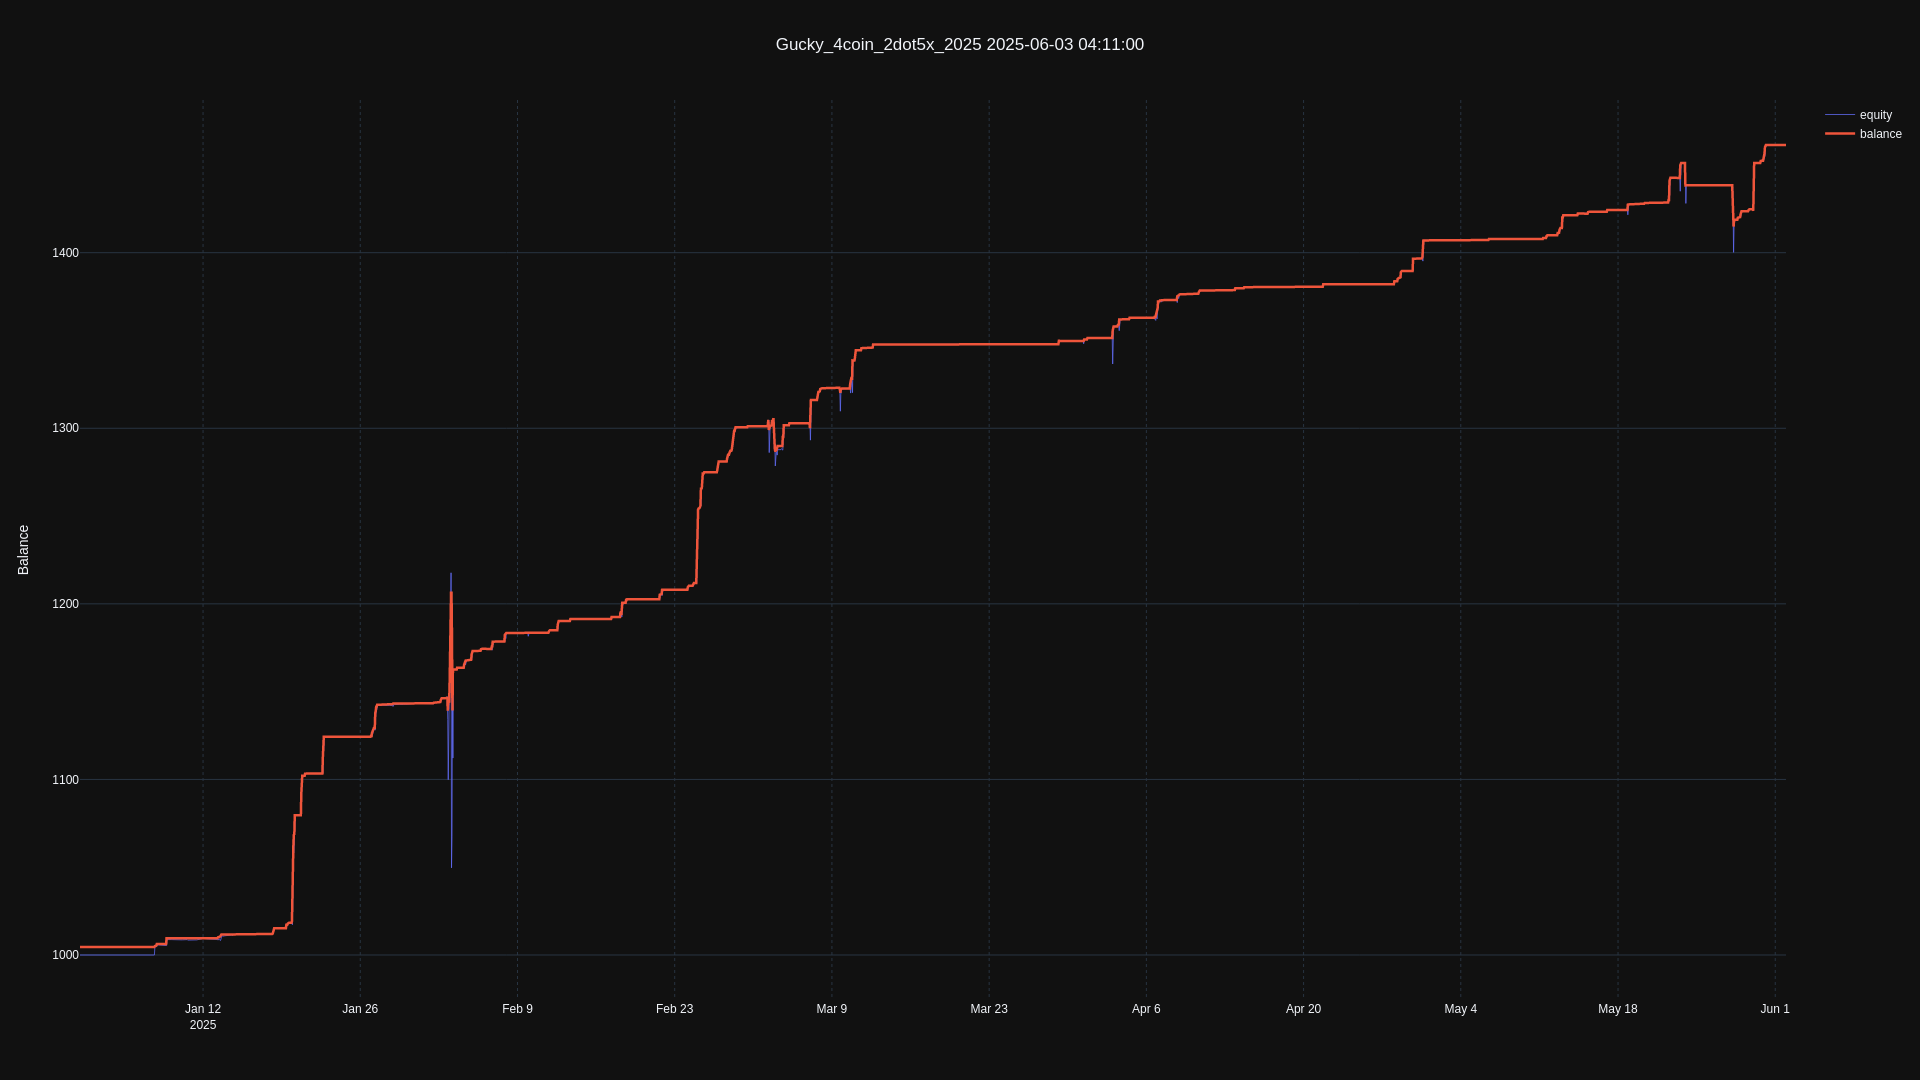 Gucky_4coin_2dot5x_2025 2025-06-03 04:11:00
equity
balance
Balance
1400
1300
1200
1100
1000
Jan 12
2025
Jan 26
Feb 9
Feb 23
Mar 9
Mar 23
Apr 6
Apr 20
May 4
May 18
Jun 1